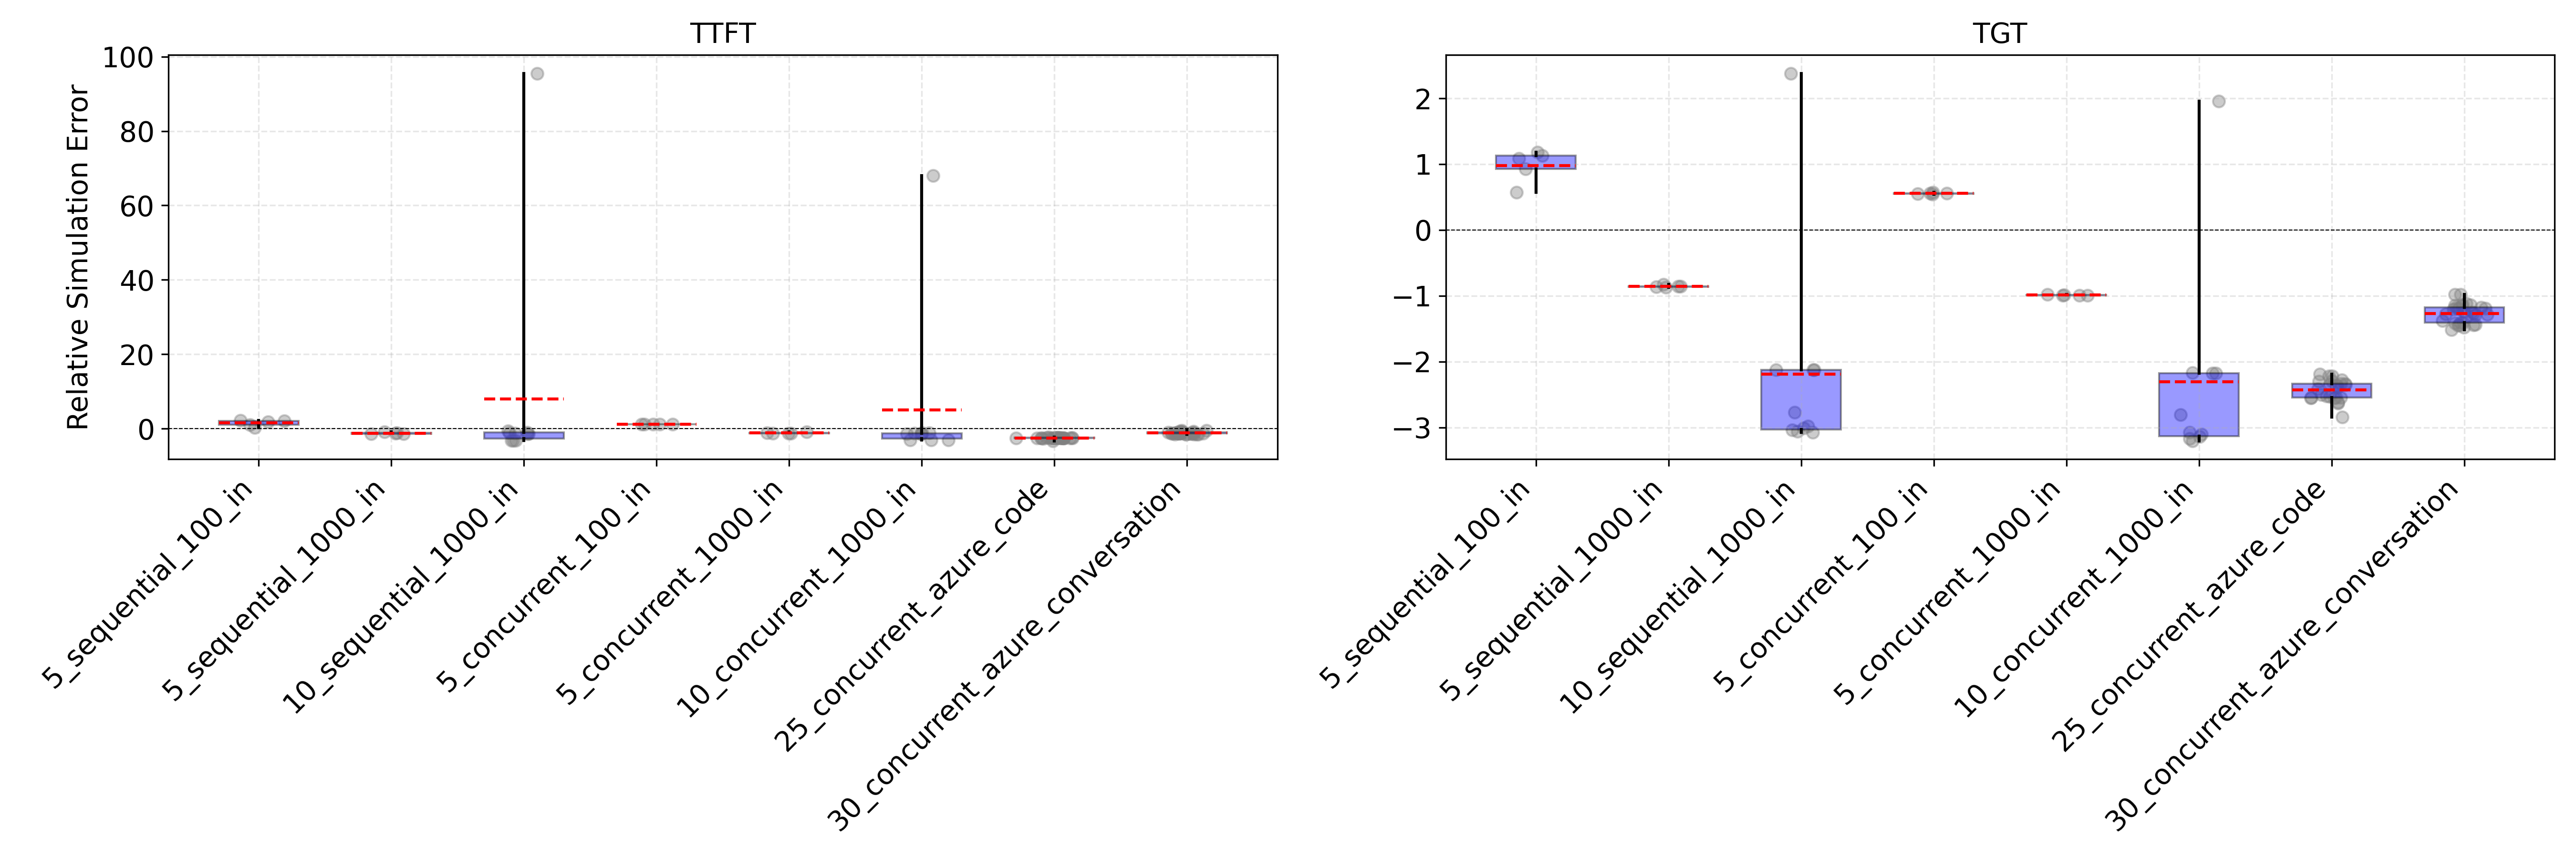 TTFT
Relative Simulation Error
100
80
60
40
20
0
5_sequential_100_in
5_sequential_1000_in
10_sequential_1000_in
5_concurrent_100_in
5_concurrent_1000_in
10_concurrent_1000_in
25_concurrent_azure_code
30_concurrent_azure_conversation
TGT
2
1
0
−1
−2
−3
5_sequential_100_in
5_sequential_1000_in
10_sequential_1000_in
5_concurrent_100_in
5_concurrent_1000_in
10_concurrent_1000_in
25_concurrent_azure_code
30_concurrent_azure_conversation